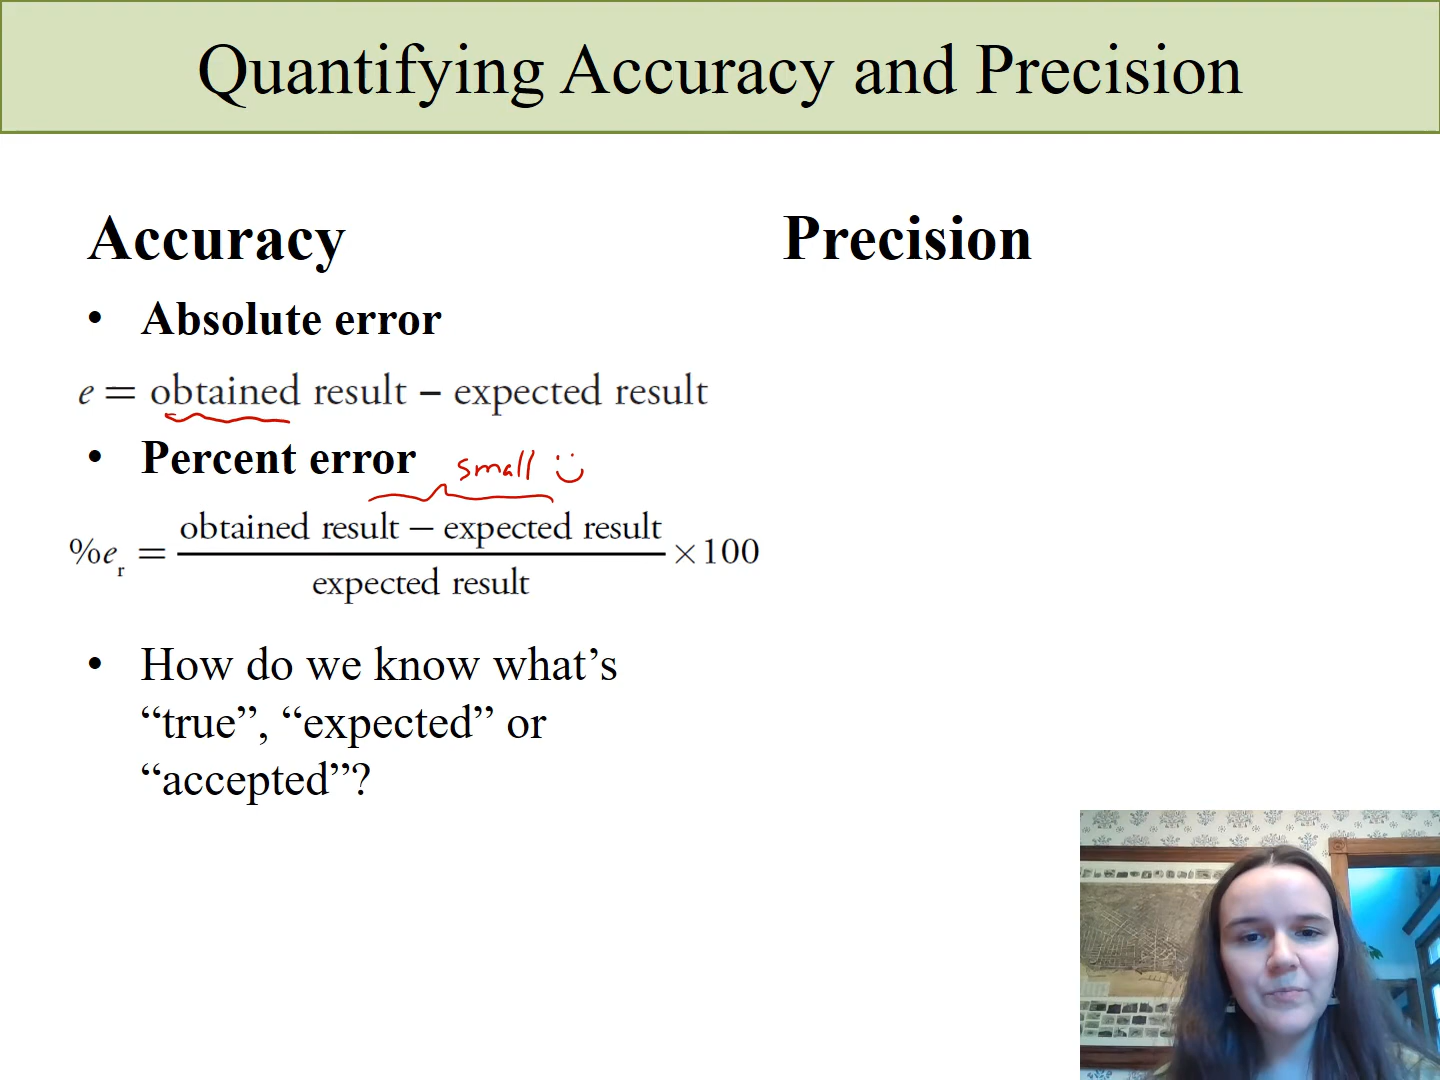 Quantifying Accuracy and Precision
Accuracy
• Absolute error
e = obtained result – expected result
• Percent error
small :)
%e_r = (obtained result − expected result) / (expected result) ×100
• How do we know what’s
“true”, “expected” or
“accepted”?
Precision